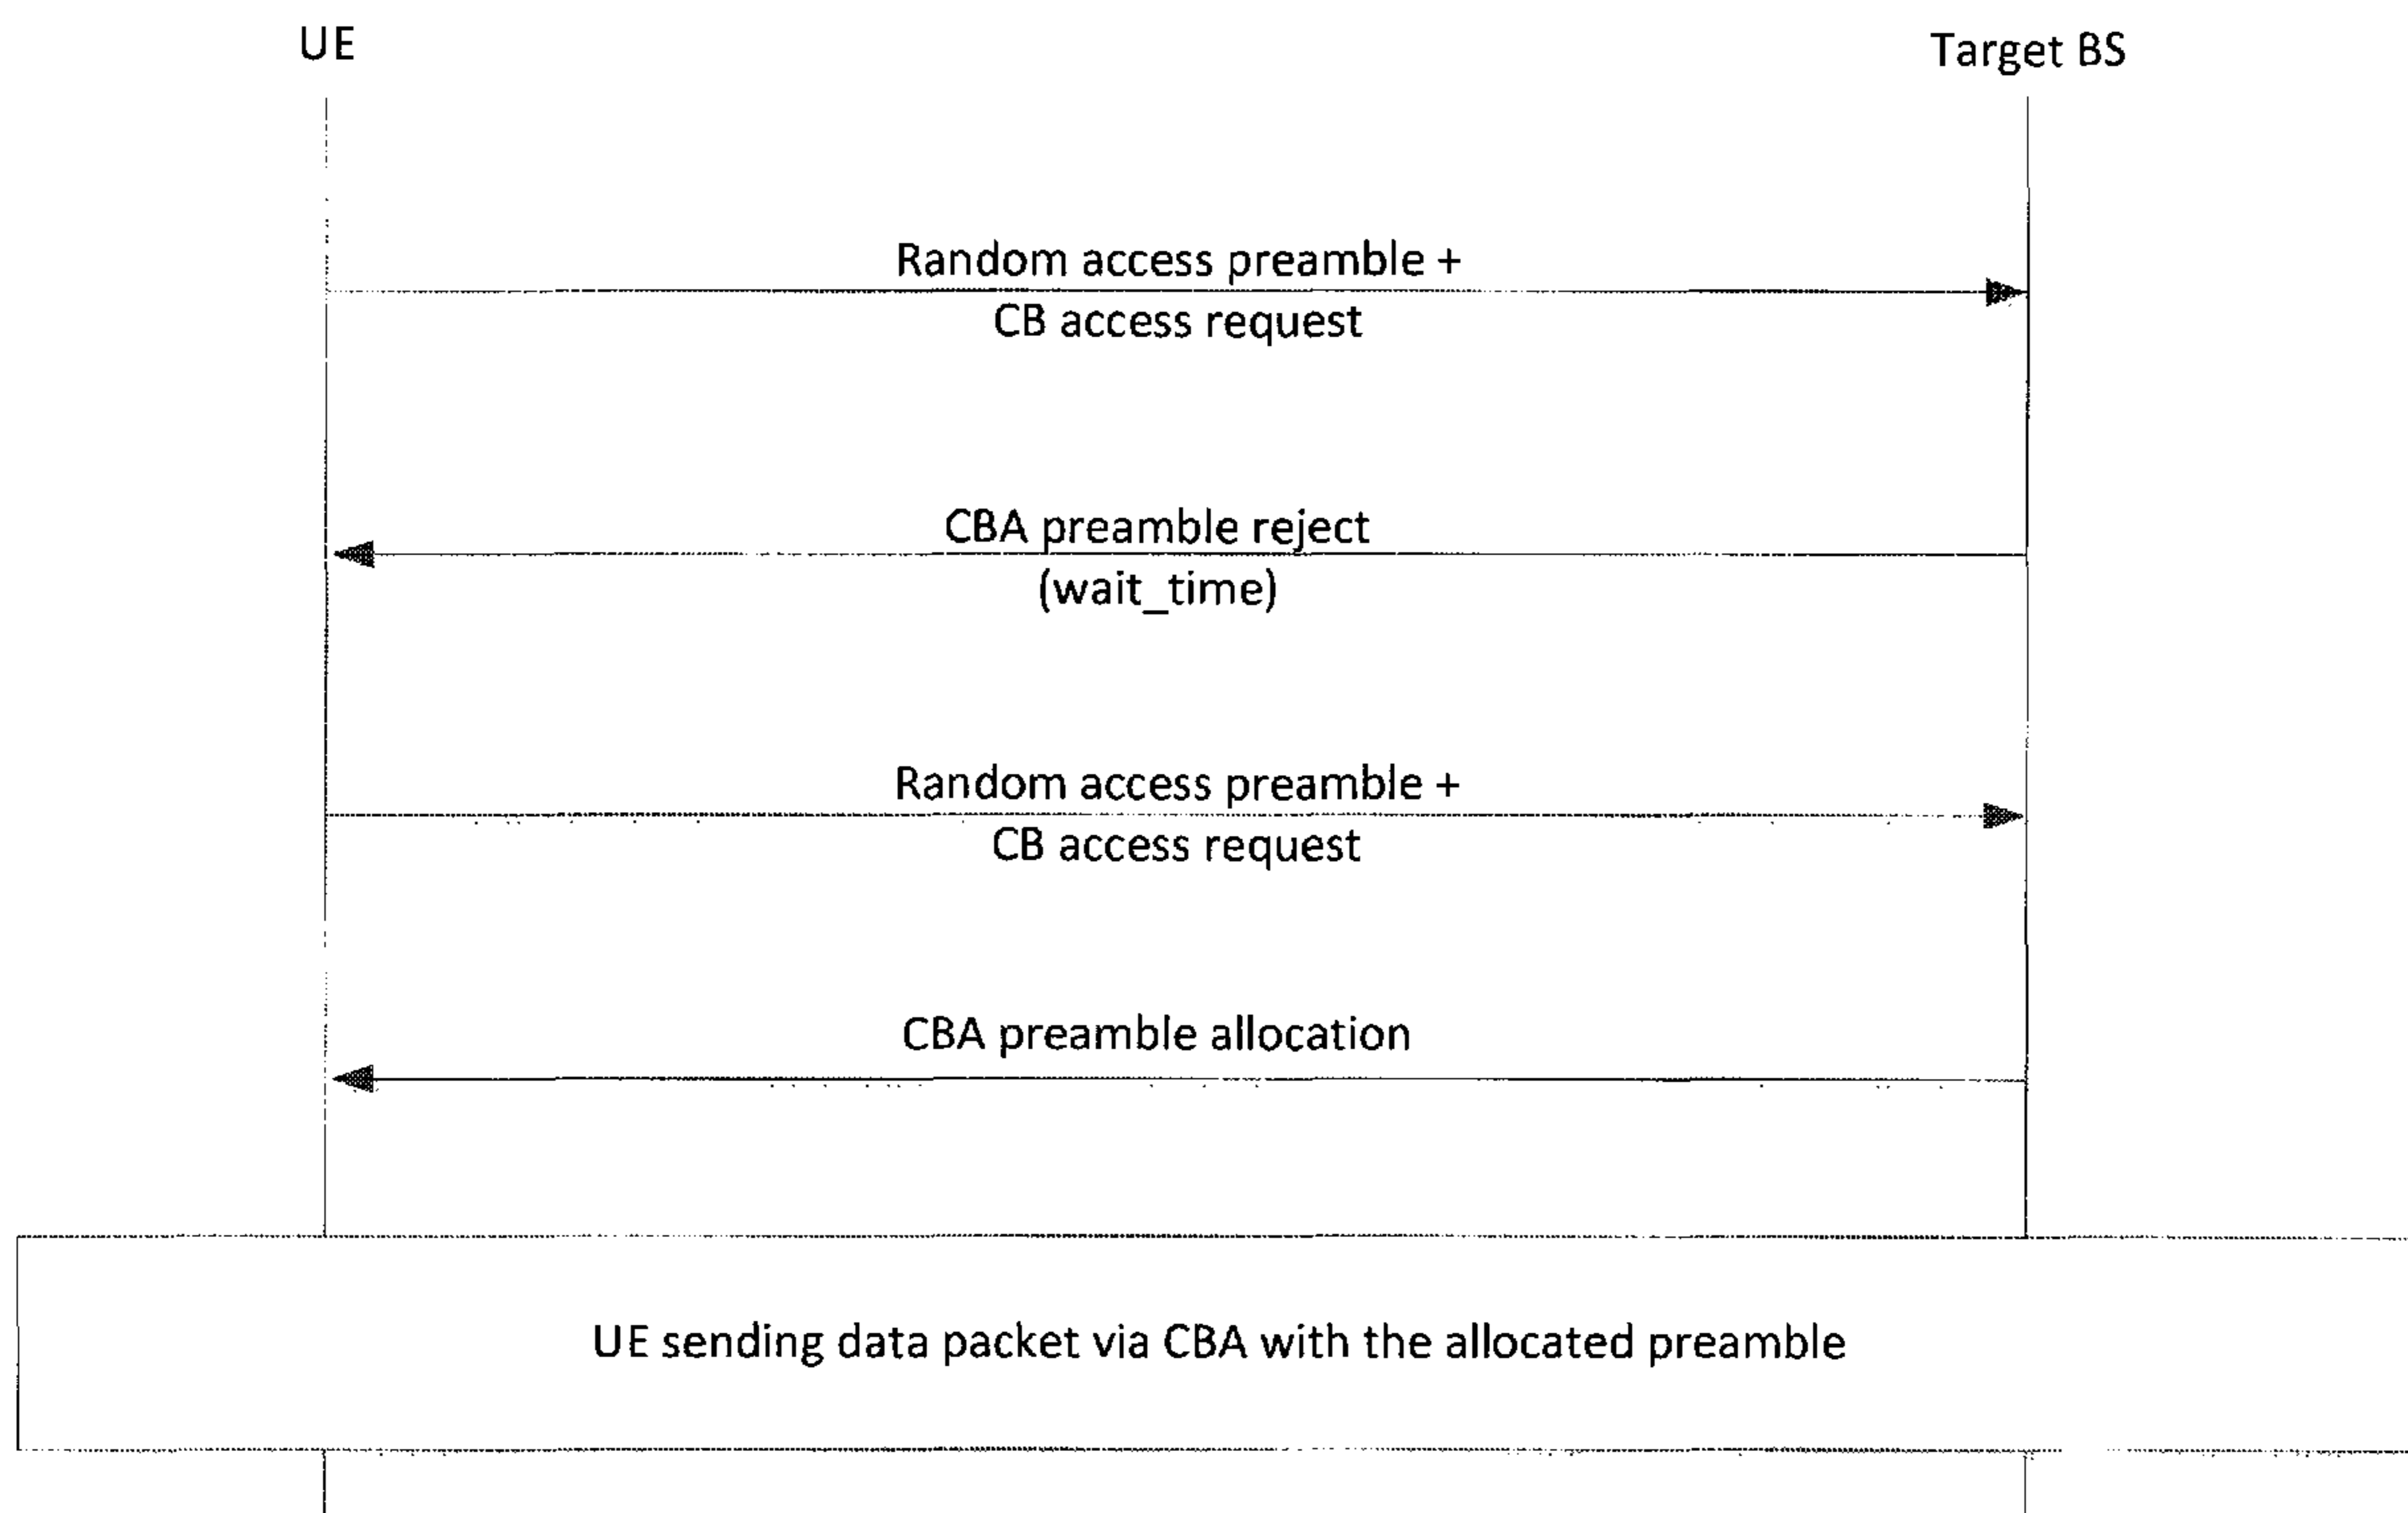 UE
Target BS
Random access preamble +
CB access request
CBA preamble reject
(wait_time)
Random access preamble +
CB access request
CBA preamble allocation
UE sending data packet via CBA with the allocated preamble